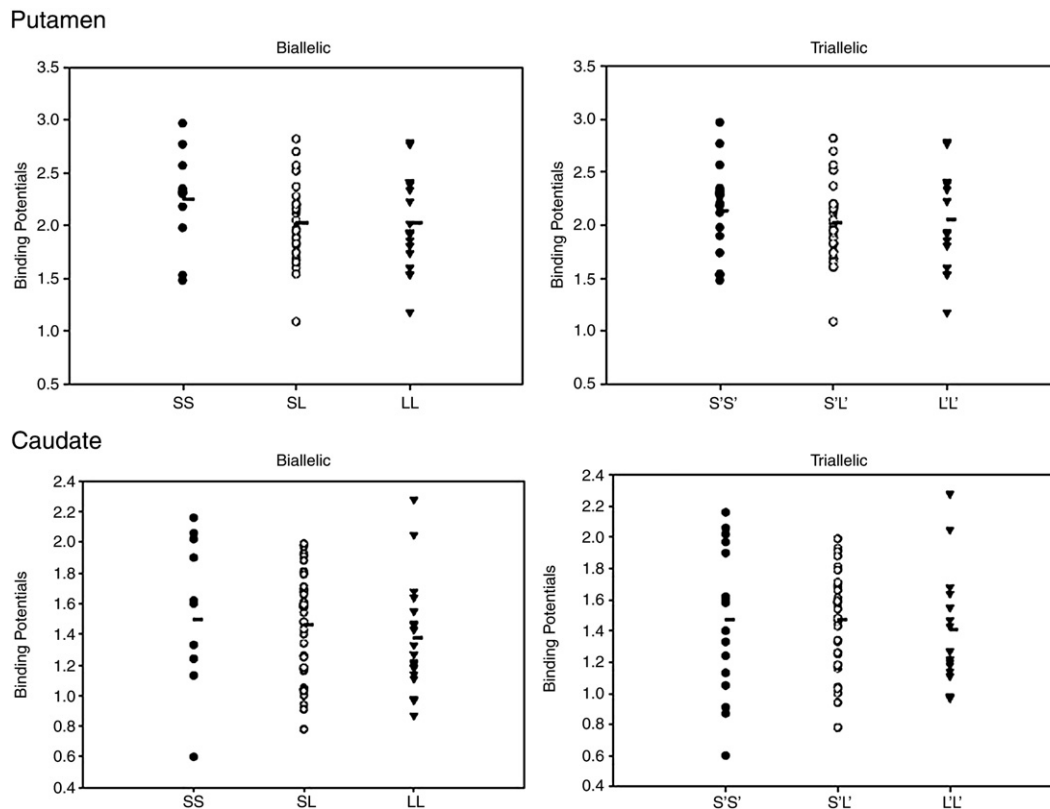 Putamen
Biallelic
3.5
3.0
2.5
2.0
1.5
1.0
0.5
Binding Potentials
SS SL LL
Triallelic
3.5
3.0
2.5
2.0
1.5
1.0
0.5
Binding Potentials
S'S' S'L' L'L'
Caudate
Biallelic
2.4
2.2
2.0
1.8
1.6
1.4
1.2
1.0
0.8
0.6
0.4
Binding Potentials
SS SL LL
Triallelic
2.4
2.2
2.0
1.8
1.6
1.4
1.2
1.0
0.8
0.6
0.4
Binding Potentials
S'S' S'L' L'L'